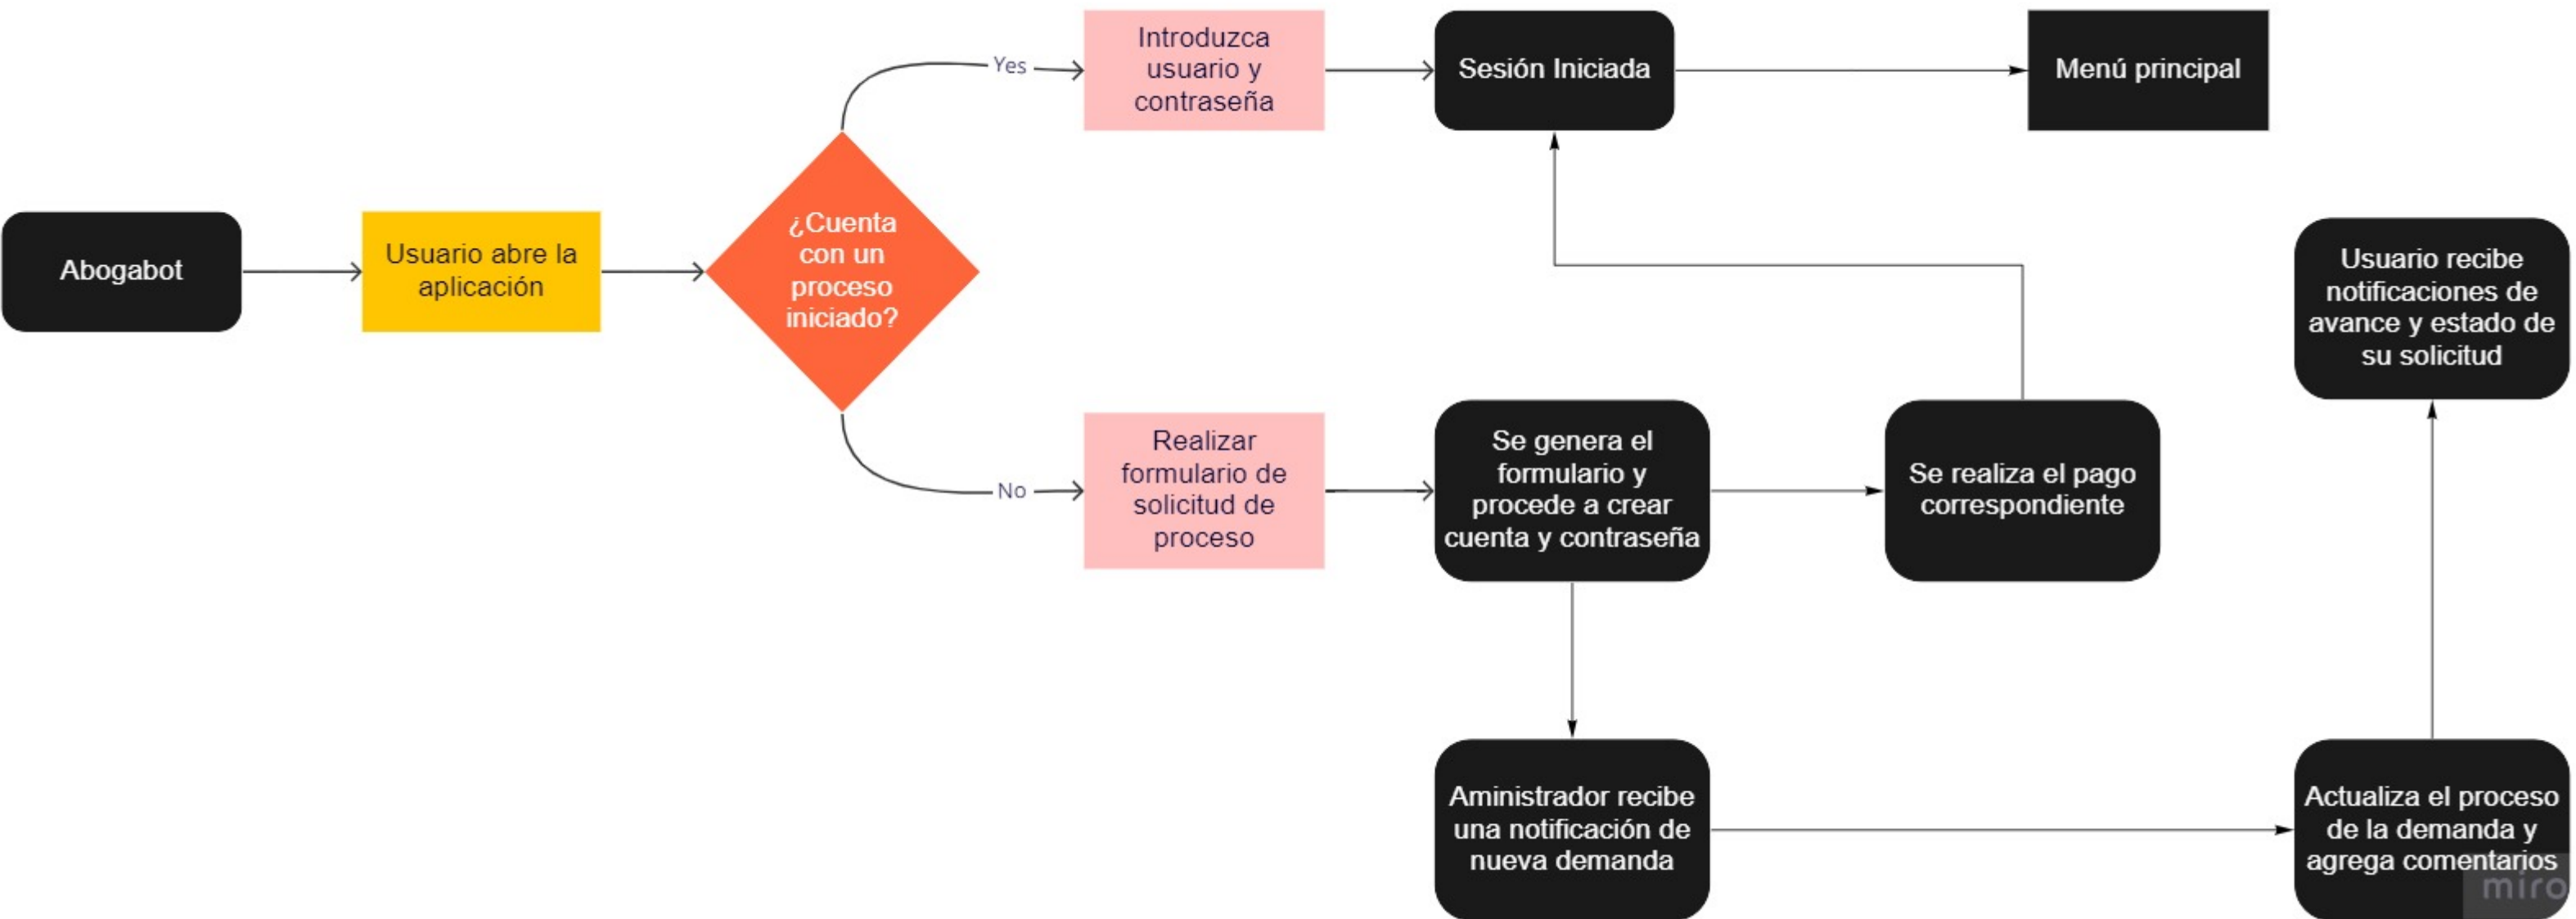 Abogabot
Usuario abre la
aplicación
¿Cuenta
con un
proceso
iniciado?
Yes
Introduzca
usuario y
contraseña
Sesión Iniciada
Menú principal
No
Realizar
formulario de
solicitud de
proceso
Se genera el
formulario y
procede a crear
cuenta y contraseña
Se realiza el pago
correspondiente
Aministrador recibe
una notificación de
nueva demanda
Actualiza el proceso
de la demanda y
agrega comentarios
Usuario recibe
notificaciones de
avance y estado de
su solicitud
miro